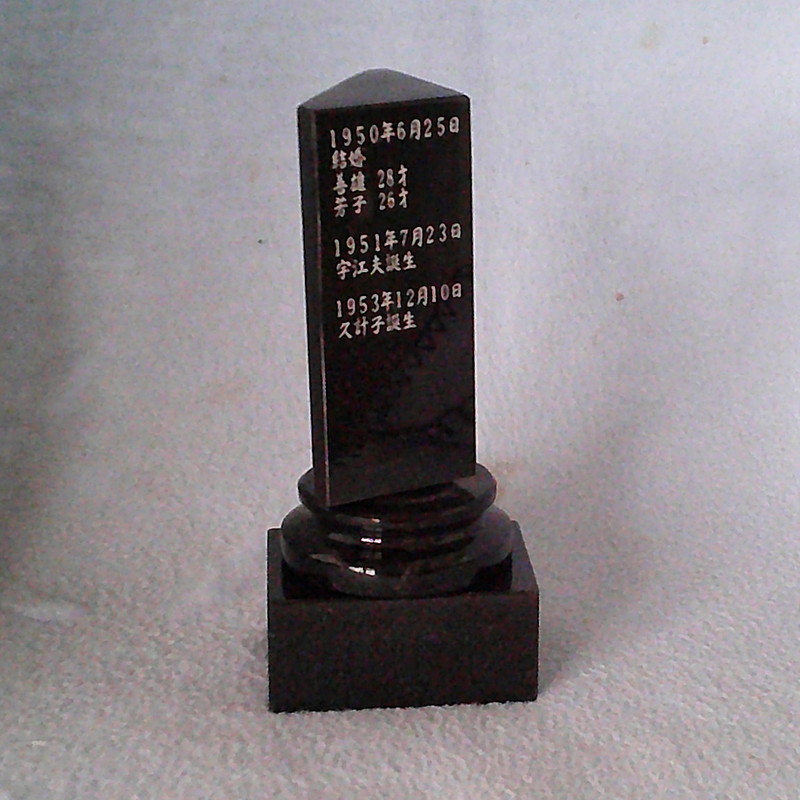 1950年6月25日
結婚
善雄 28才
芳子 26才
1951年7月23日
宇江夫誕生
1953年12月10日
久計子誕生